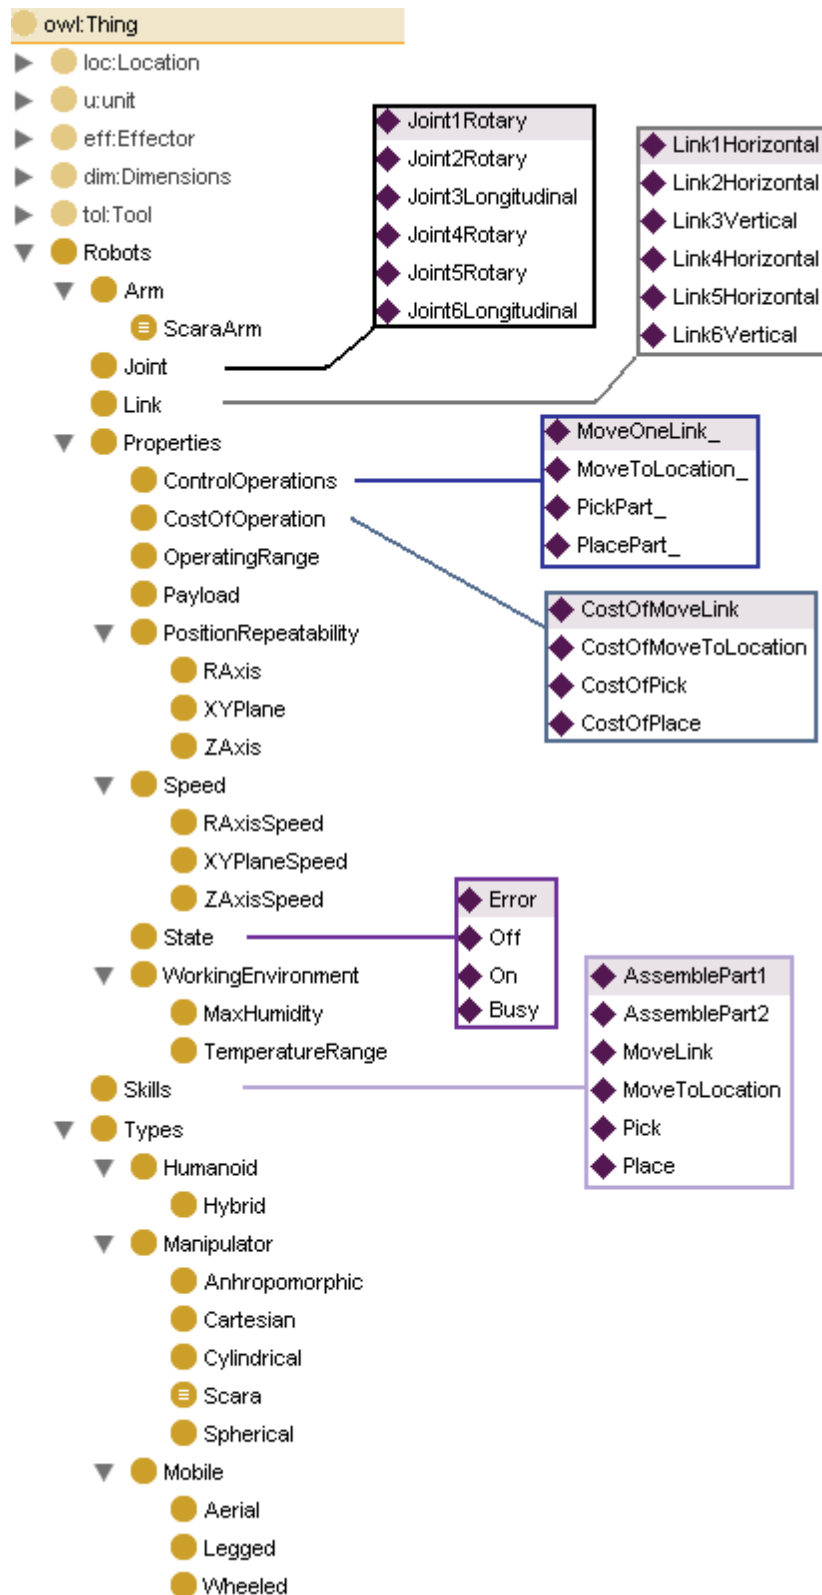 owl:Thing
loc:Location
u:unit
eff:Effector
dim:Dimensions
tol:Tool
Robots
Arm
ScaraArm
Joint
Link
Properties
ControlOperations
CostOfOperation
OperatingRange
Payload
PositionRepeatability
RAxis
XYPlane
ZAxis
Speed
RAxisSpeed
XYPlaneSpeed
ZAxisSpeed
State
WorkingEnvironment
MaxHumidity
TemperatureRange
Skills
Types
Humanoid
Hybrid
Manipulator
Anhropomorphic
Cartesian
Cylindrical
Scara
Spherical
Mobile
Aerial
Legged
Wheeled
Joint1Rotary
Joint2Rotary
Joint3Longitudinal
Joint4Rotary
Joint5Rotary
Joint6Longitudinal
Link1Horizontal
Link2Horizontal
Link3Vertical
Link4Horizontal
Link5Horizontal
Link6Vertical
MoveOneLink_
MoveToLocation_
PickPart_
PlacePart_
CostOfMoveLink
CostOfMoveToLocation
CostOfPick
CostOfPlace
Error
Off
On
Busy
AssemblePart1
AssemblePart2
MoveLink
MoveToLocation
Pick
Place